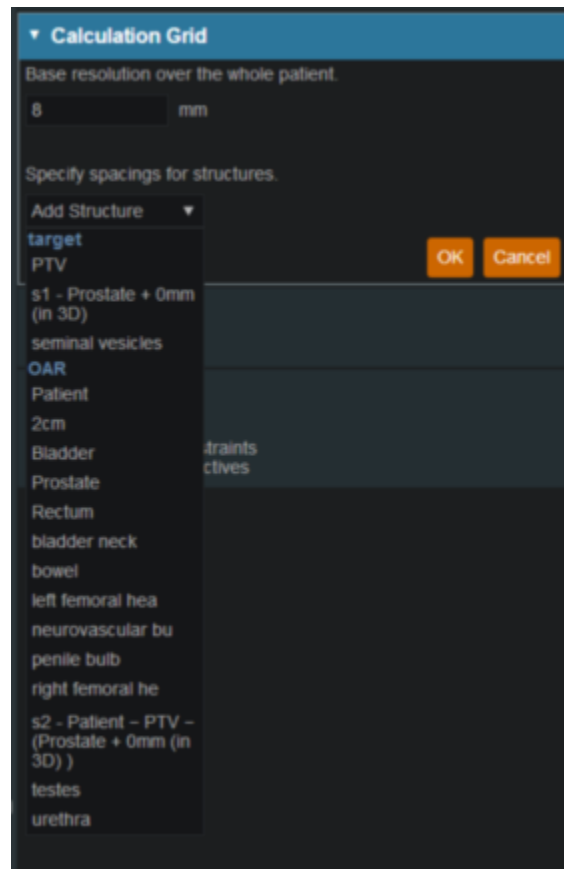 Calculation Grid
Base resolution over the whole patient.
8 mm
Specify spacings for structures.
Add Structure
target
PTV
OK Cancel
s1 - Prostate + 0mm
(in 3D)
seminal vesicles
OAR
Patient
2cm
Bladder
straints
ctives
Prostate
Rectum
bladder neck
bowel
left femoral hea
neurovascular bu
penile bulb
right femoral he
s2 - Patient – PTV –
(Prostate + 0mm (in
3D) )
testes
urethra